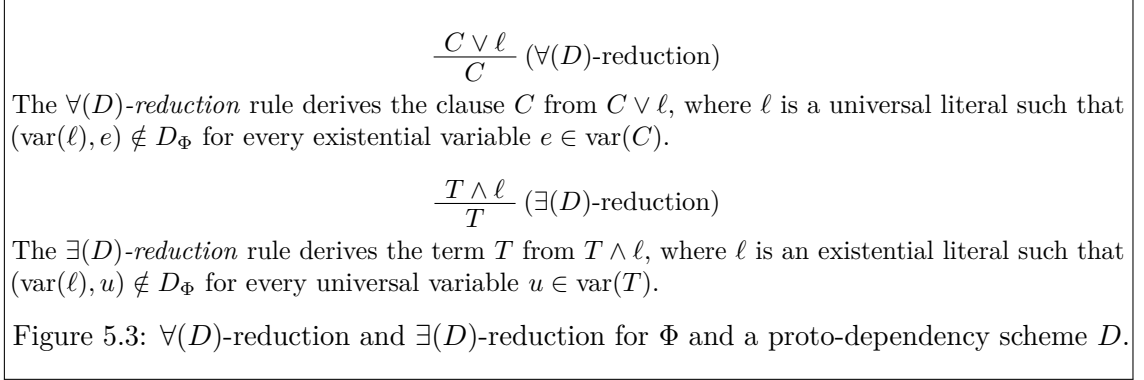 C ∨ ℓ
C (∀(D)-reduction)
The ∀(D)-reduction rule derives the clause C from C ∨ ℓ, where ℓ is a universal literal such that
(var(ℓ), e) ∉ D_Φ for every existential variable e ∈ var(C).
T ∧ ℓ
T (∃(D)-reduction)
The ∃(D)-reduction rule derives the term T from T ∧ ℓ, where ℓ is an existential literal such that
(var(ℓ), u) ∉ D_Φ for every universal variable u ∈ var(T).
Figure 5.3: ∀(D)-reduction and ∃(D)-reduction for Φ and a proto-dependency scheme D.